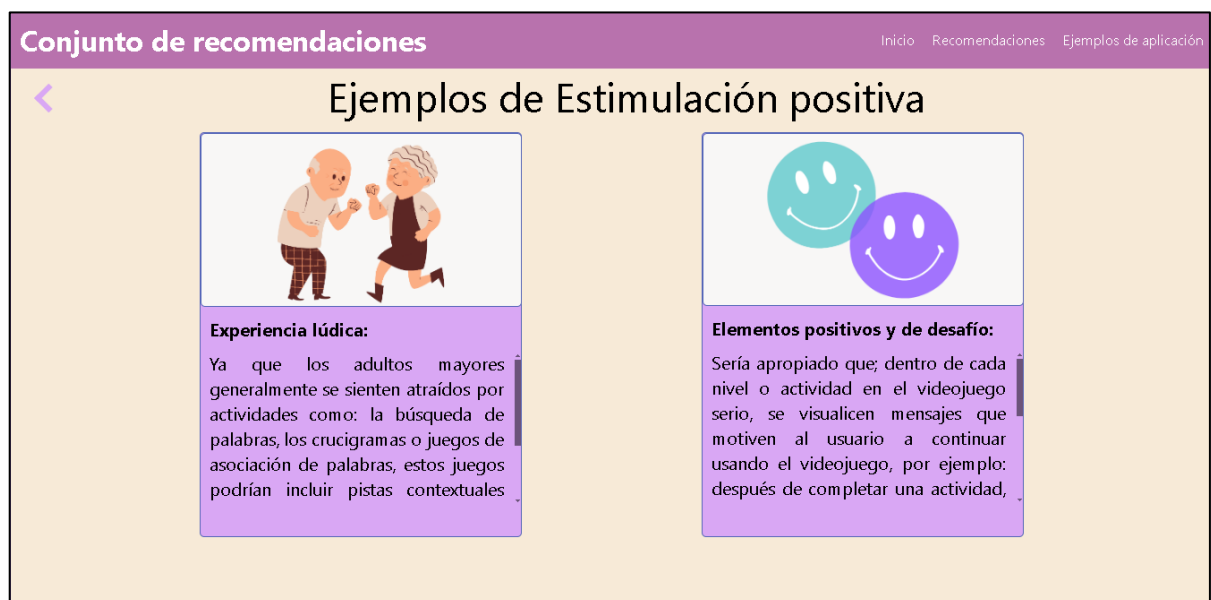 Conjunto de recomendaciones
Inicio Recomendaciones Ejemplos de aplicación
Ejemplos de Estimulación positiva
Experiencia lúdica:
Ya que los adultos mayores
generalmente se sienten atraídos por
actividades como: la búsqueda de
palabras, los crucigramas o juegos de
asociación de palabras, estos juegos
podrían incluir pistas contextuales
Elementos positivos y de desafío:
Sería apropiado que; dentro de cada
nivel o actividad en el videojuego
serio, se visualicen mensajes que
motiven al usuario a continuar
usando el videojuego, por ejemplo:
después de completar una actividad,